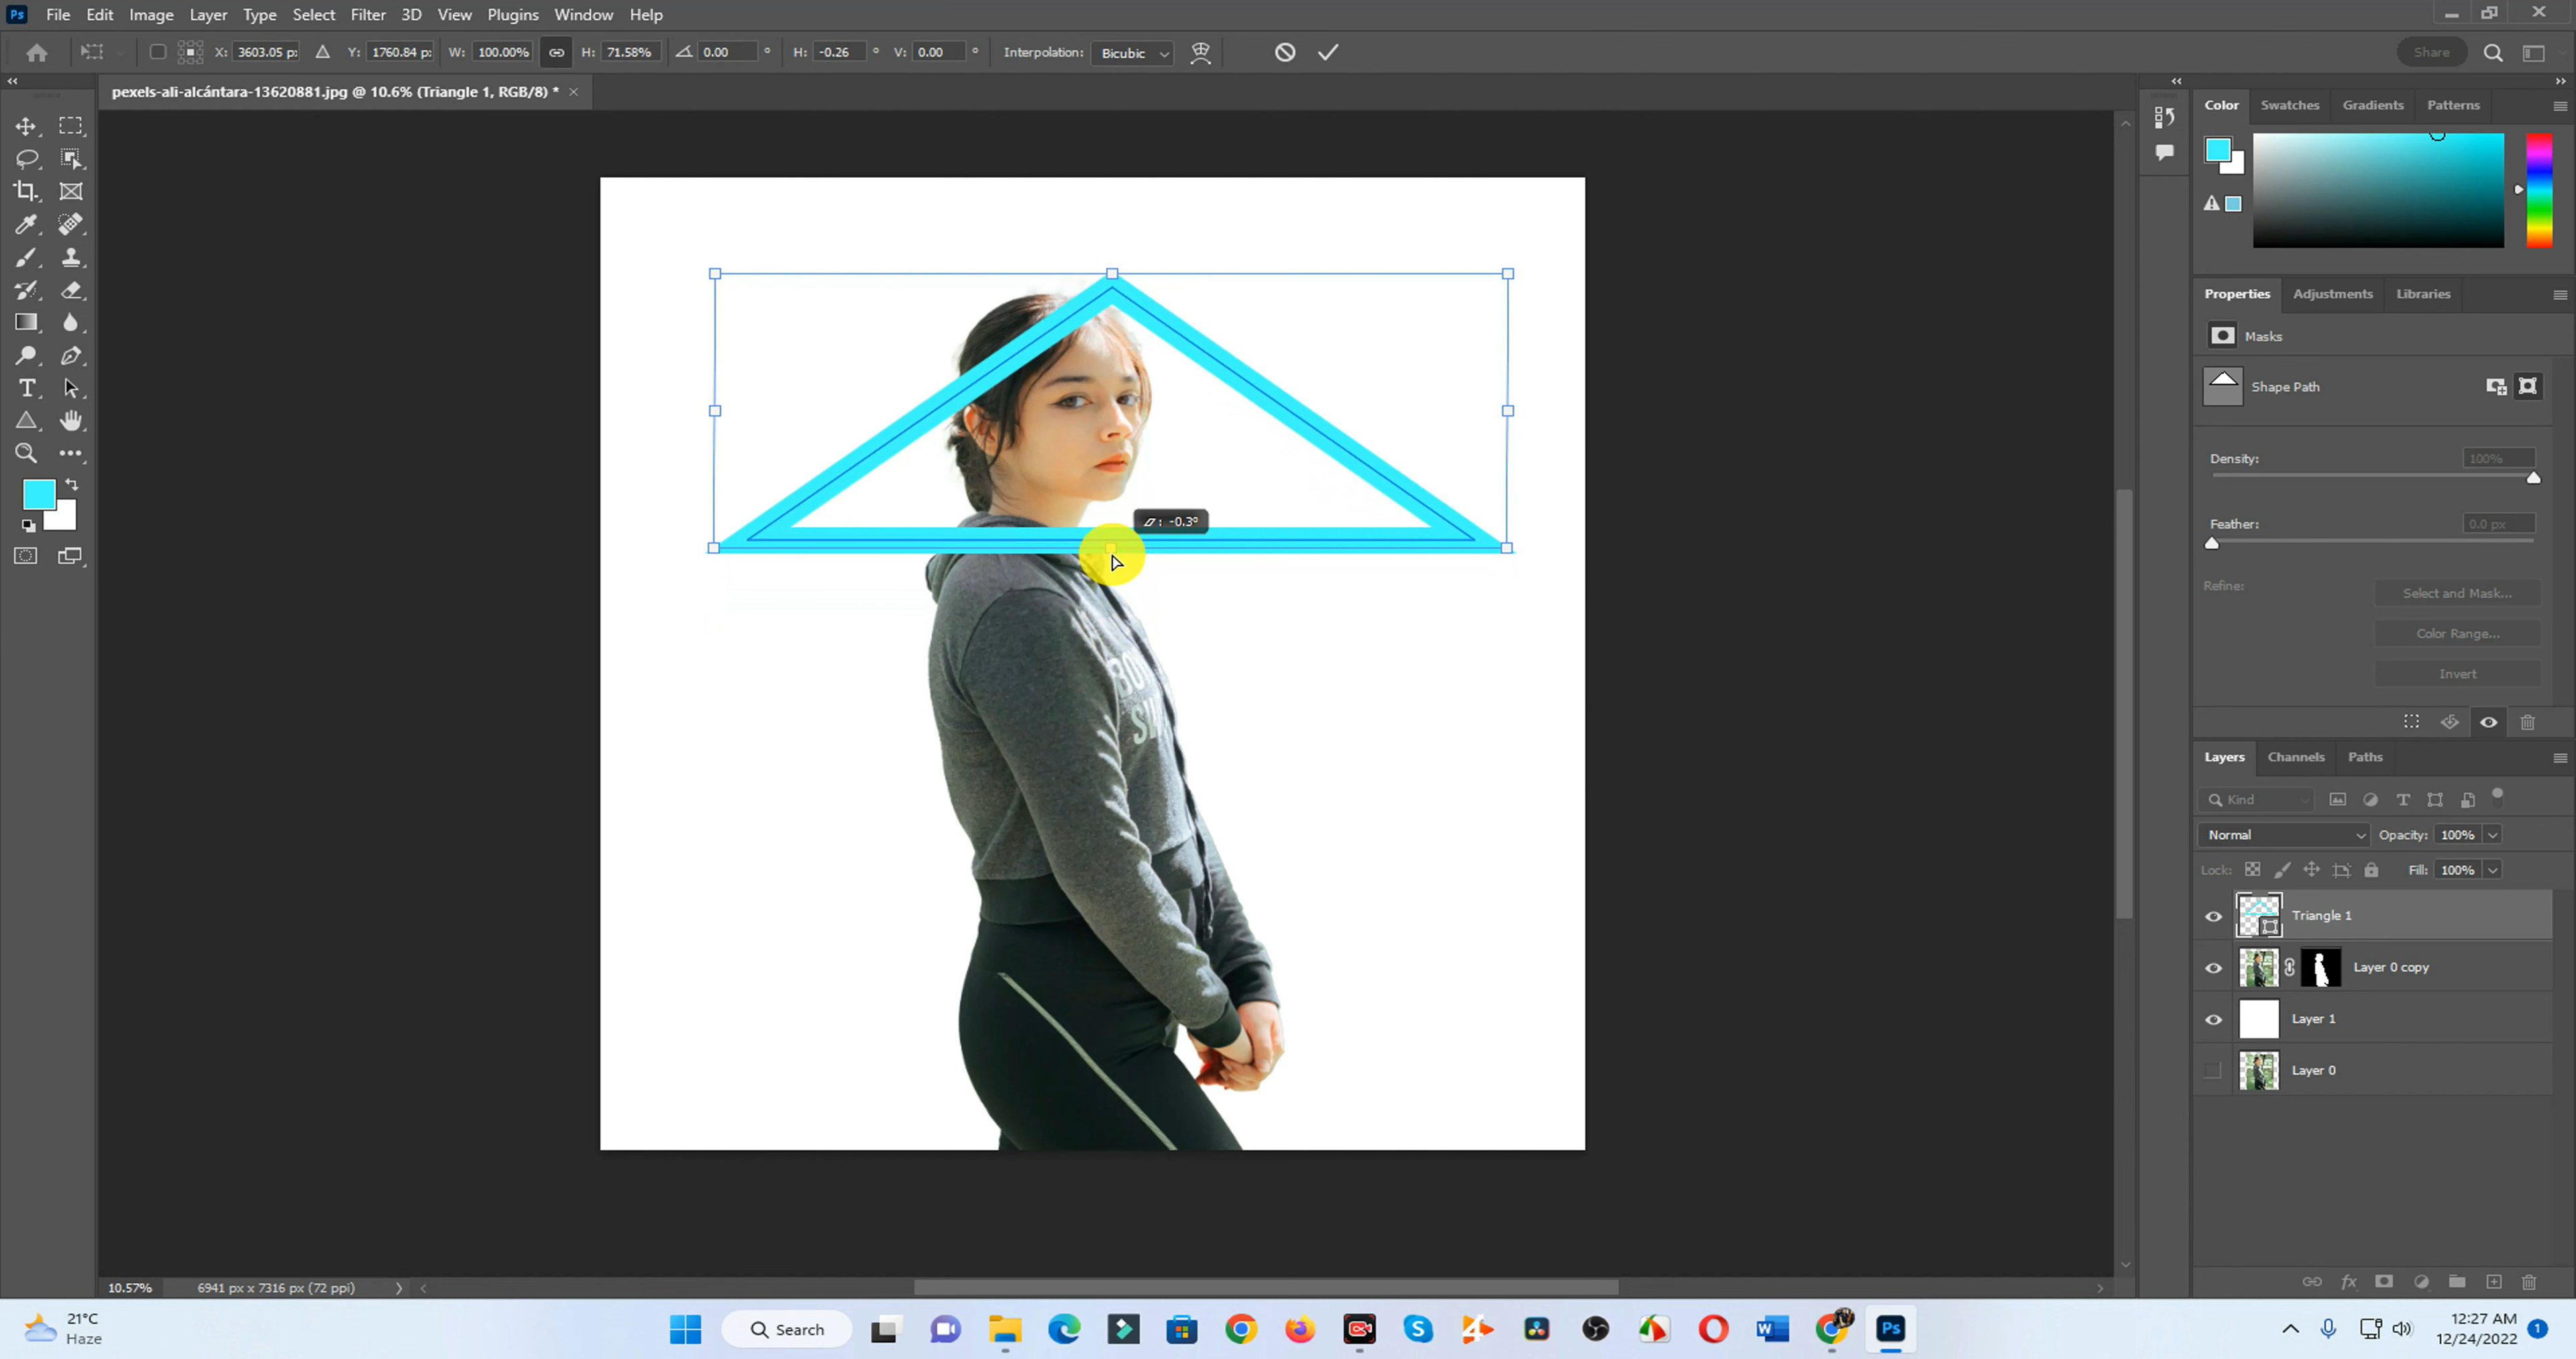 Ps File Edit Image Layer Type Select Filter 3D View Plugins Window Help
X: 3603.05 p: Y: 1760.84 p: W: 100.00% H: 71.58% 0.00 ° H: -0.26 ° V: 0.00 ° Interpolation: Bicubic Share
pexels-ali-alcántara-13620881.jpg @ 10.6% (Triangle 1, RGB/8) * ×
Color Swatches Gradients Patterns
Properties Adjustments Libraries
Masks
Shape Path
Density: 100%
Feather: 0.0 px
Refine: Select and Mask...
Color Range...
Invert
-0.3°
Layers Channels Paths
Kind
Normal Opacity: 100%
Lock: Fill: 100%
Triangle 1
Layer 0 copy
Layer 1
Layer 0
10.57% 6941 px x 7316 px (72 ppi)
21°C
Haze
Search
Ps
12:27 AM
12/24/2022
1